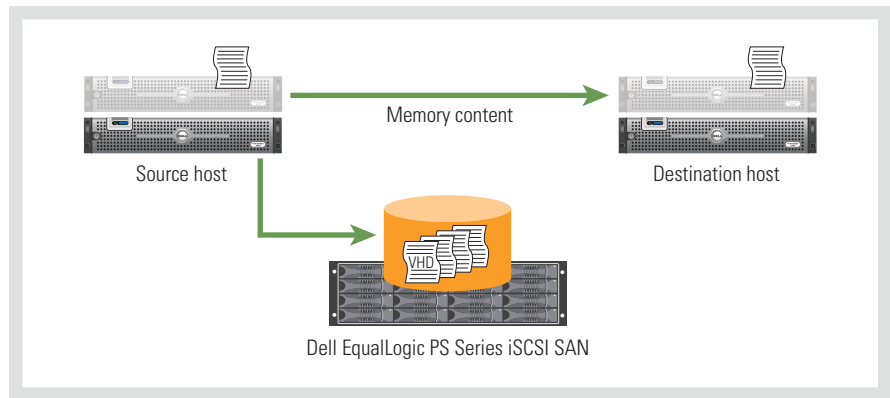 Memory content
Source host
Destination host
VHD
Dell EqualLogic PS Series iSCSI SAN